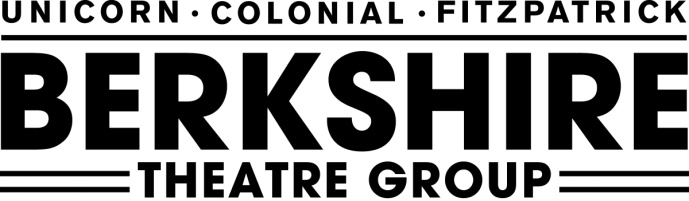 UNICORN · COLONIAL · FITZPATRICK
BERKSHIRE
THEATRE GROUP